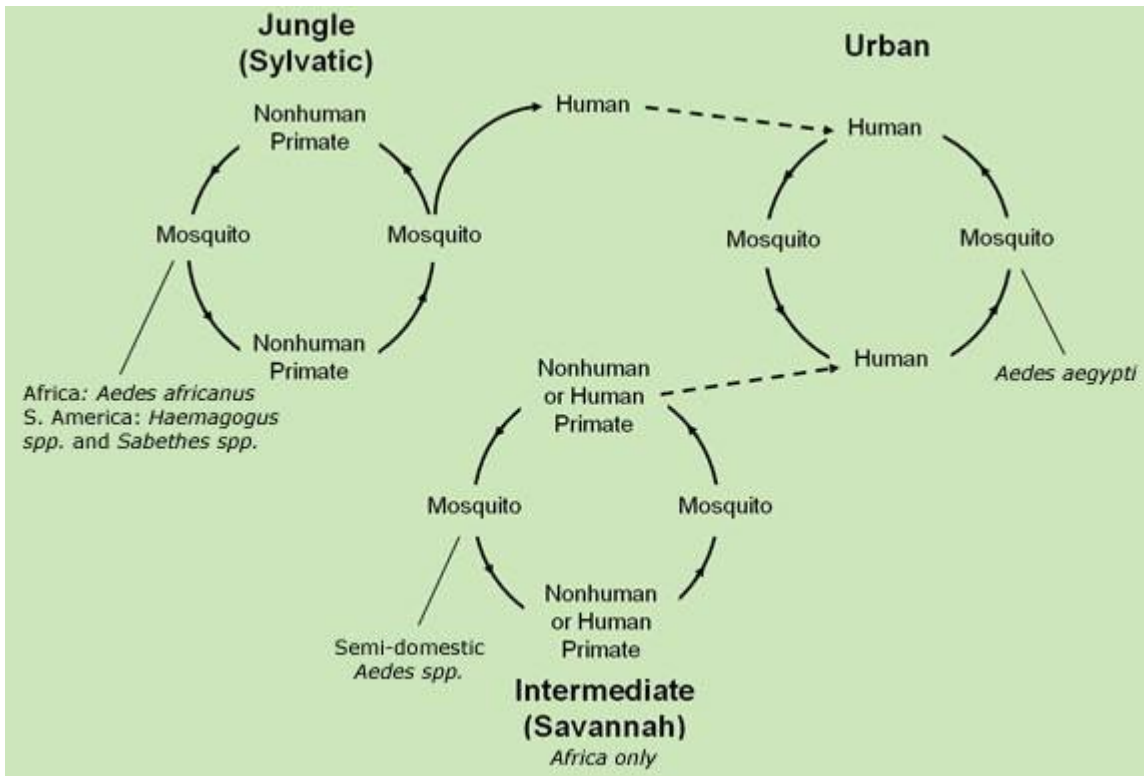 Jungle
(Sylvatic)
Urban
Nonhuman
Primate
Human
Human
Mosquito
Mosquito
Mosquito
Mosquito
Nonhuman
Primate
Human
Aedes aegypti
Africa: Aedes africanus
S. America: Haemagogus
spp. and Sabethes spp.
Nonhuman
or Human
Primate
Mosquito
Mosquito
Nonhuman
or Human
Primate
Semi-domestic
Aedes spp.
Intermediate
(Savannah)
Africa only